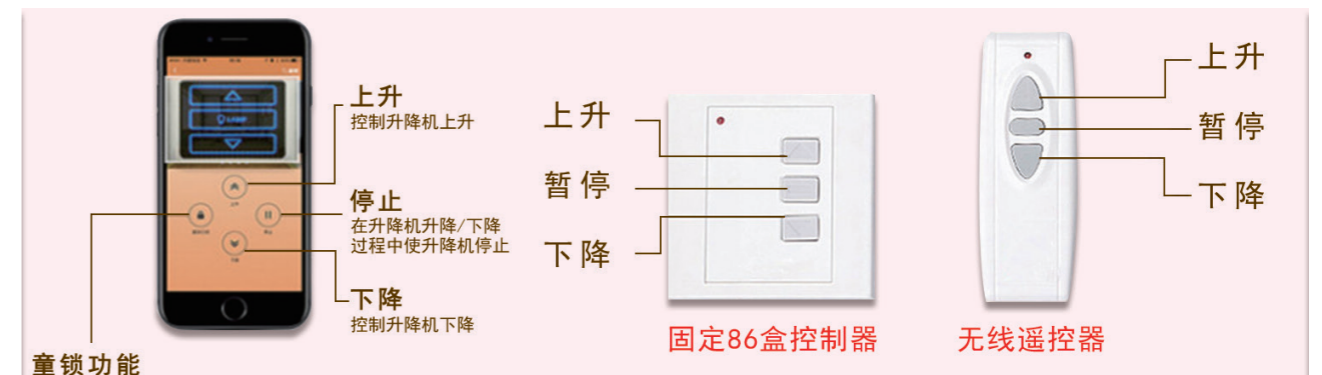 上升
控制升降机上升
停止
在升降机升降/下降
过程中使升降机停止
下降
控制升降机下降
童锁功能
上升
暂停
下降
固定86盒控制器
上升
暂停
下降
无线遥控器